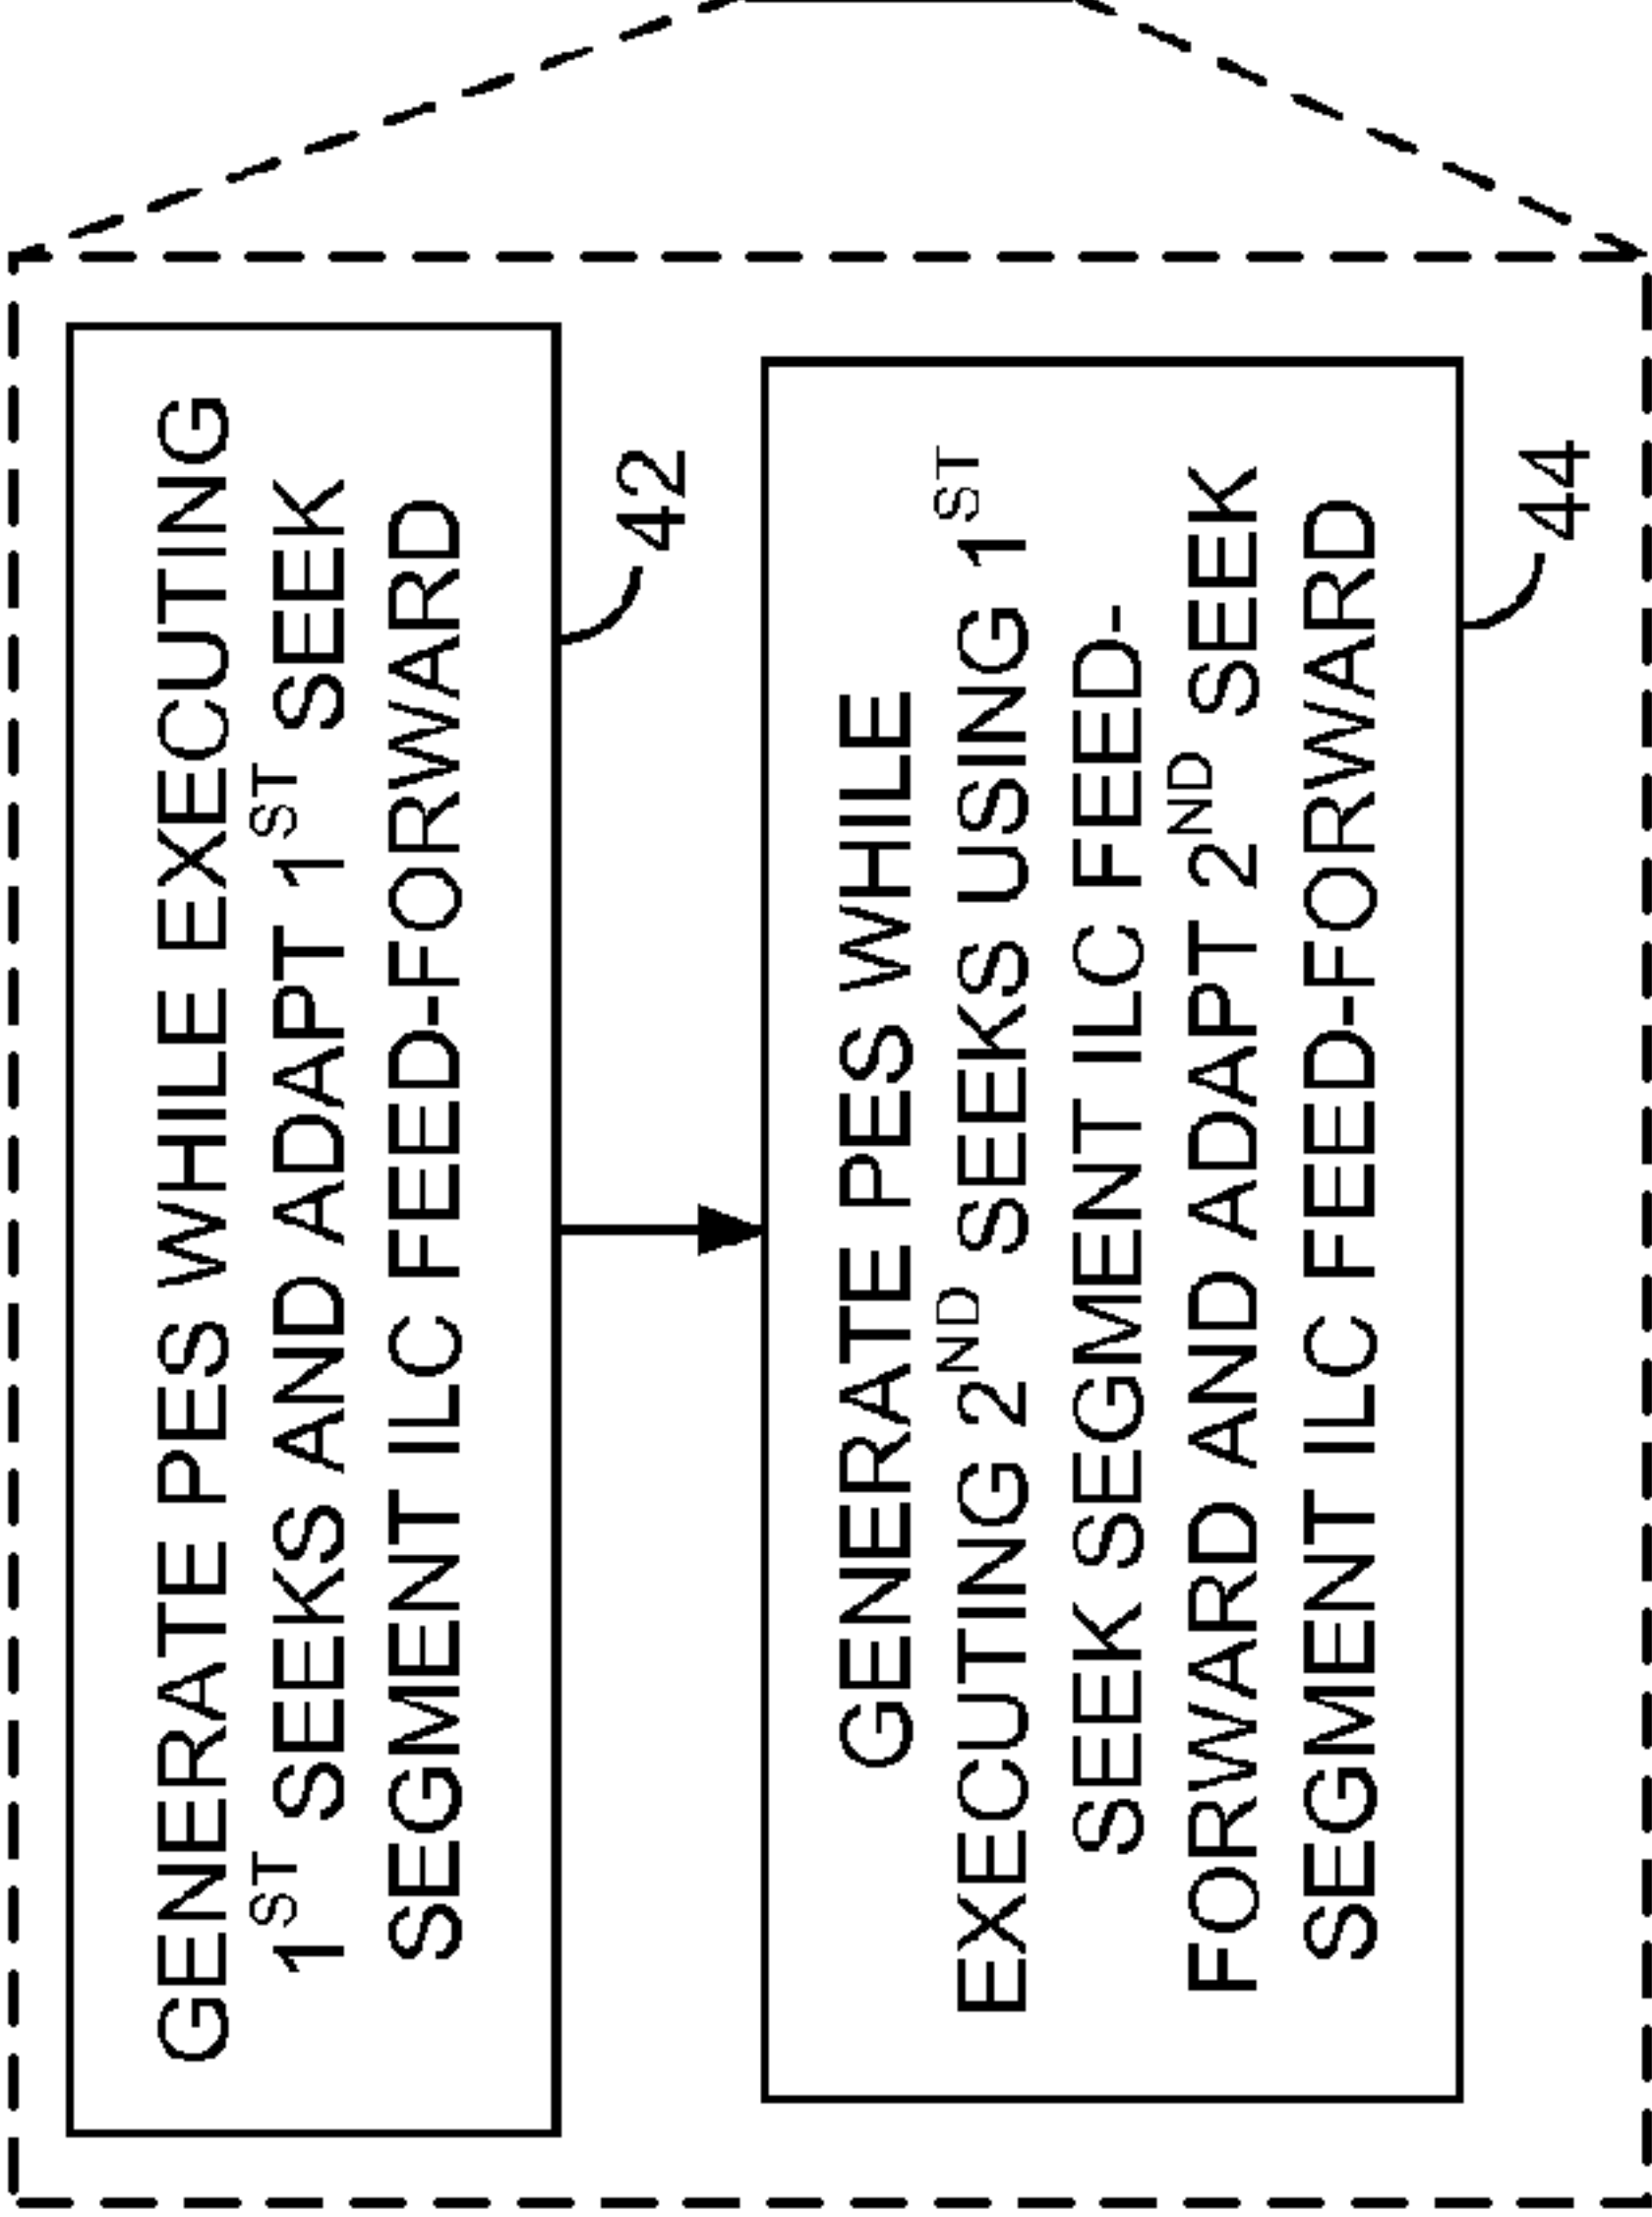 GENERATE PES WHILE EXECUTING
1ST SEEKS AND ADAPT 1ST SEEK
SEGMENT ILC FEED-FORWARD
42
GENERATE PES WHILE
EXECUTING 2ND SEEKS USING 1ST
SEEK SEGMENT ILC FEED-
FORWARD AND ADAPT 2ND SEEK
SEGMENT ILC FEED-FORWARD
44